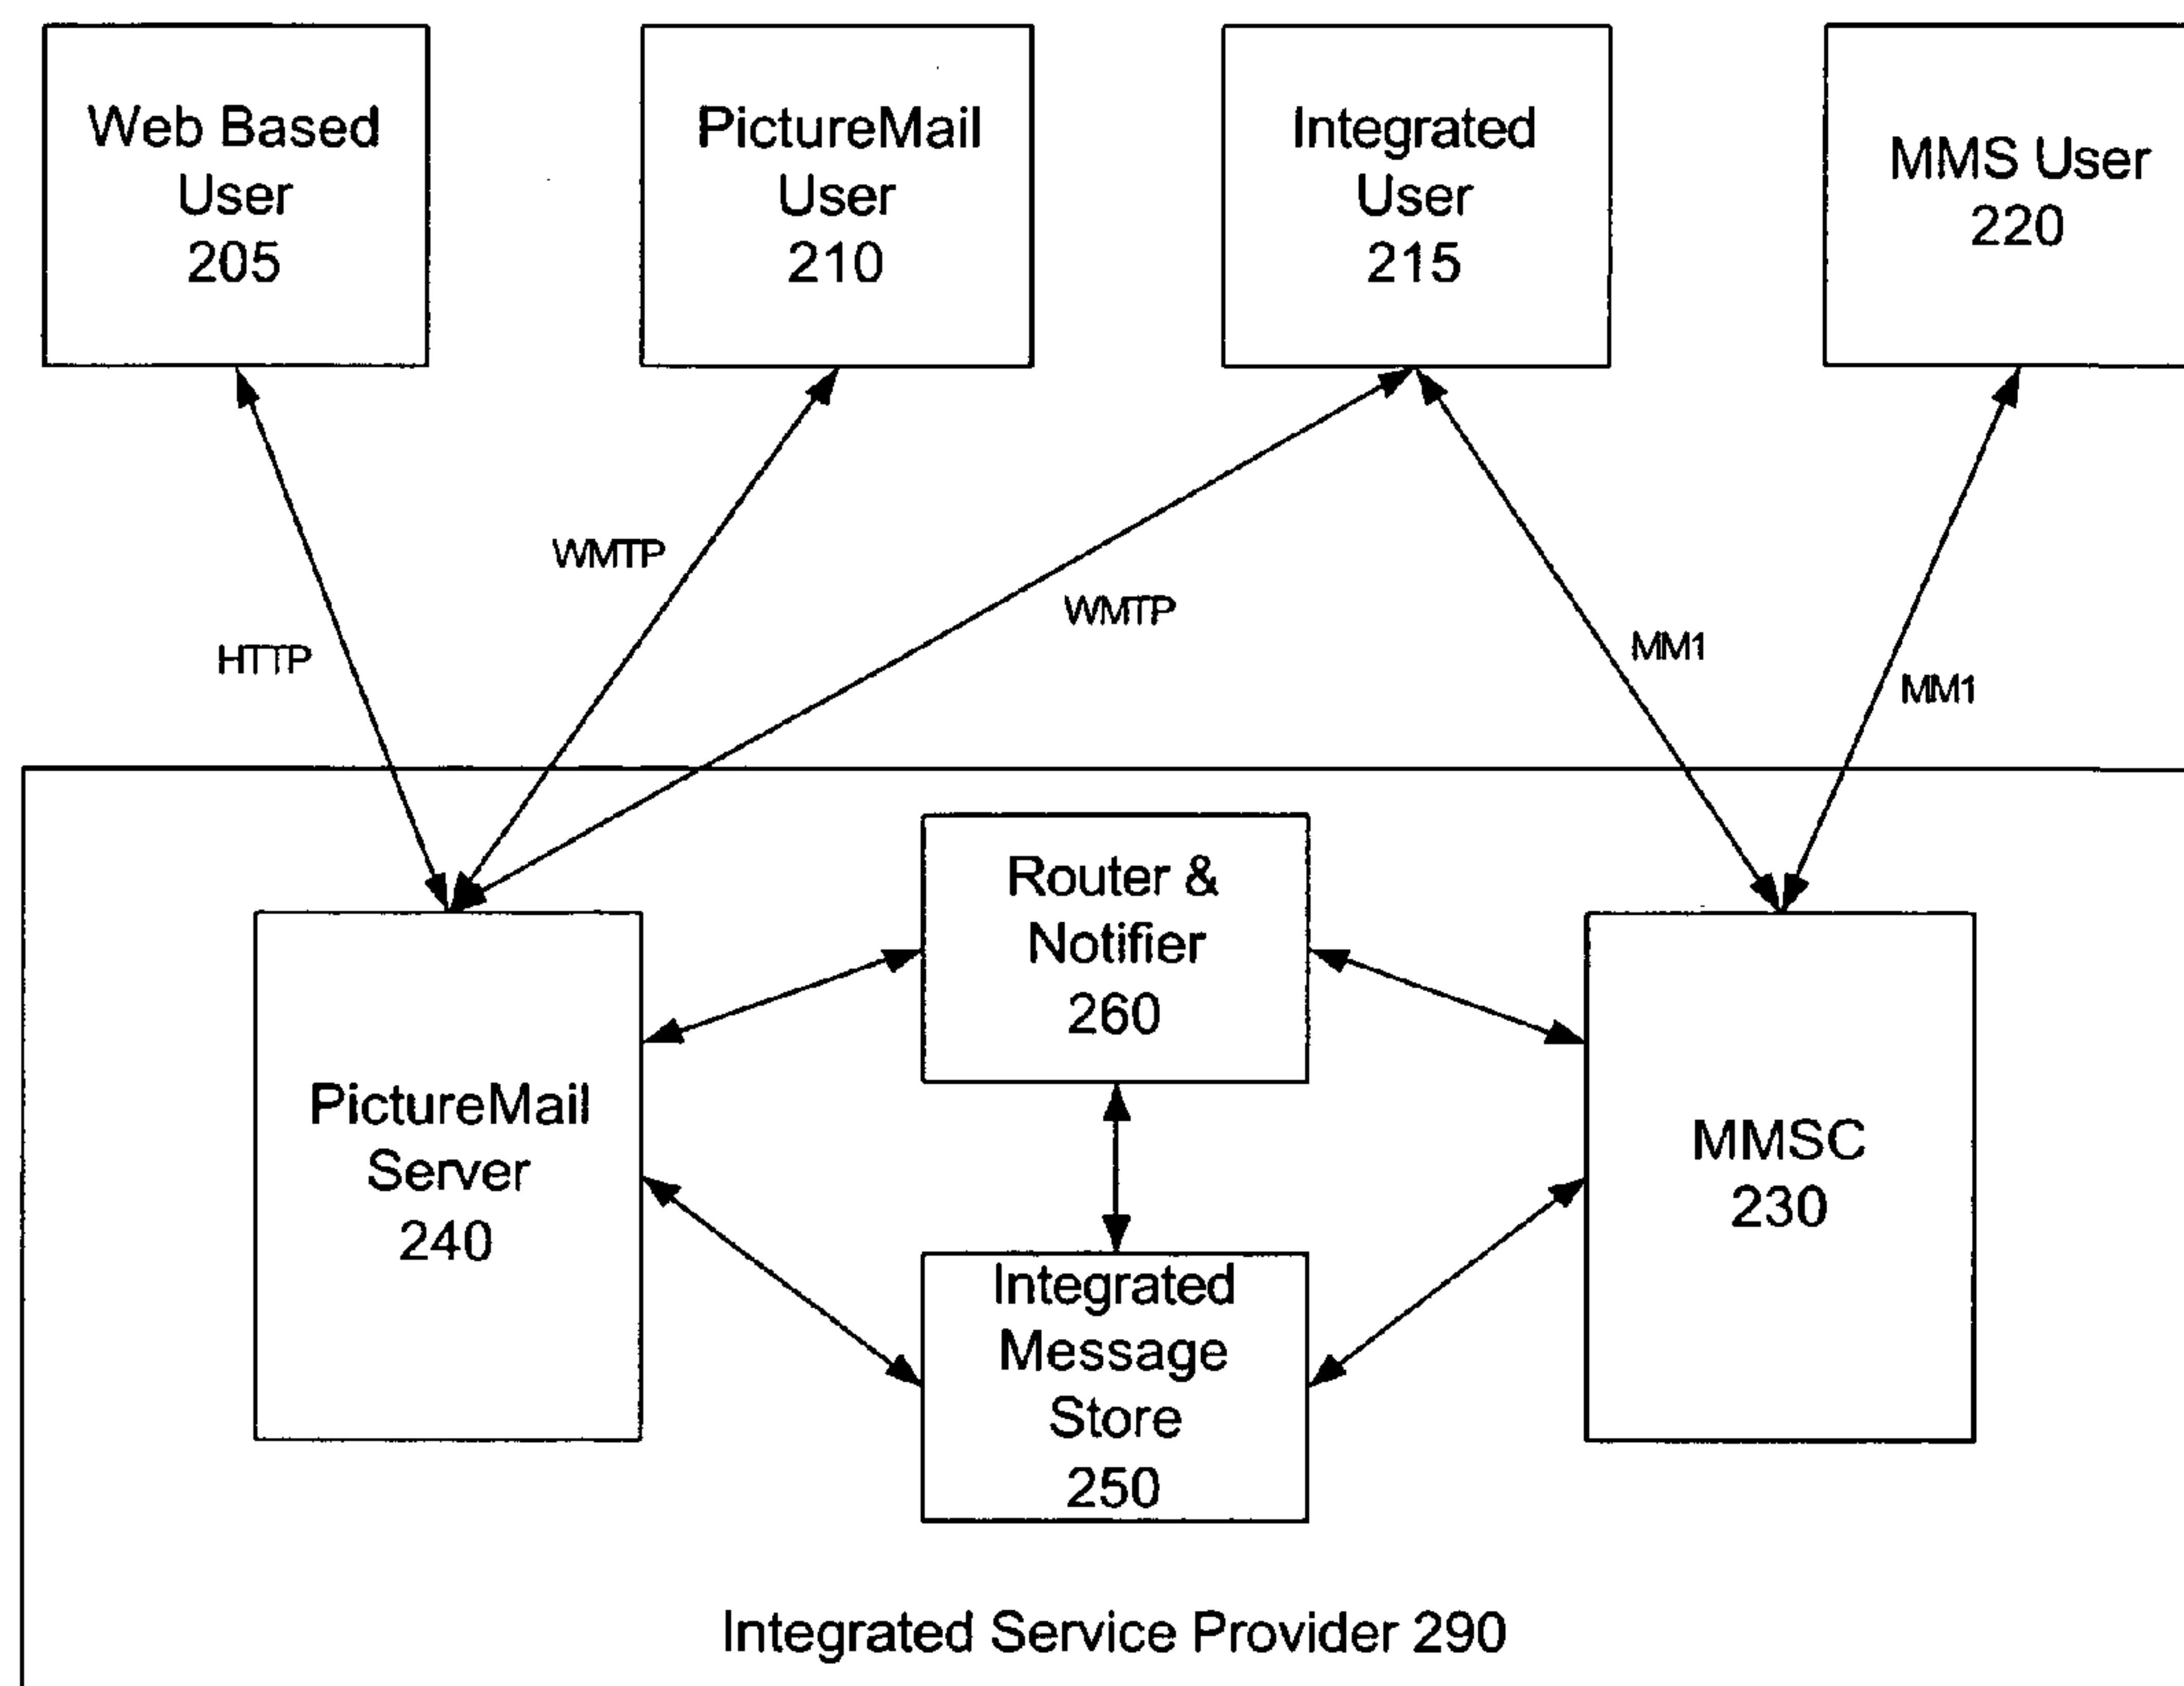 Web Based
User
205
PictureMail
User
210
Integrated
User
215
MMS User
220
WMTP
WMTP
HTTP
MM1
MM1
Router &
Notifier
260
PictureMail
Server
240
MMSC
230
Integrated
Message
Store
250
Integrated Service Provider 290